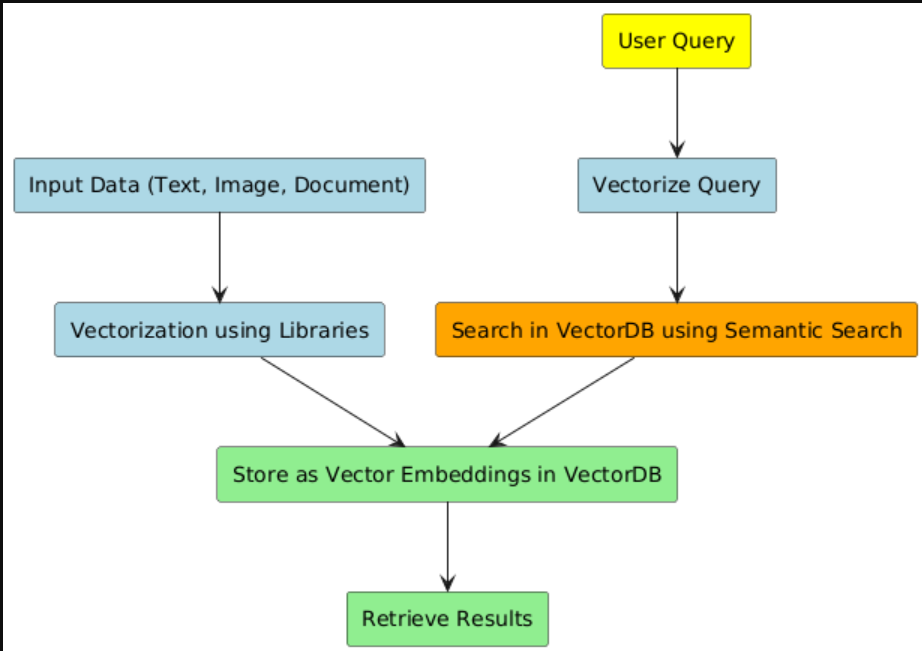 User Query
Input Data (Text, Image, Document)
Vectorize Query
Vectorization using Libraries
Search in VectorDB using Semantic Search
Store as Vector Embeddings in VectorDB
Retrieve Results